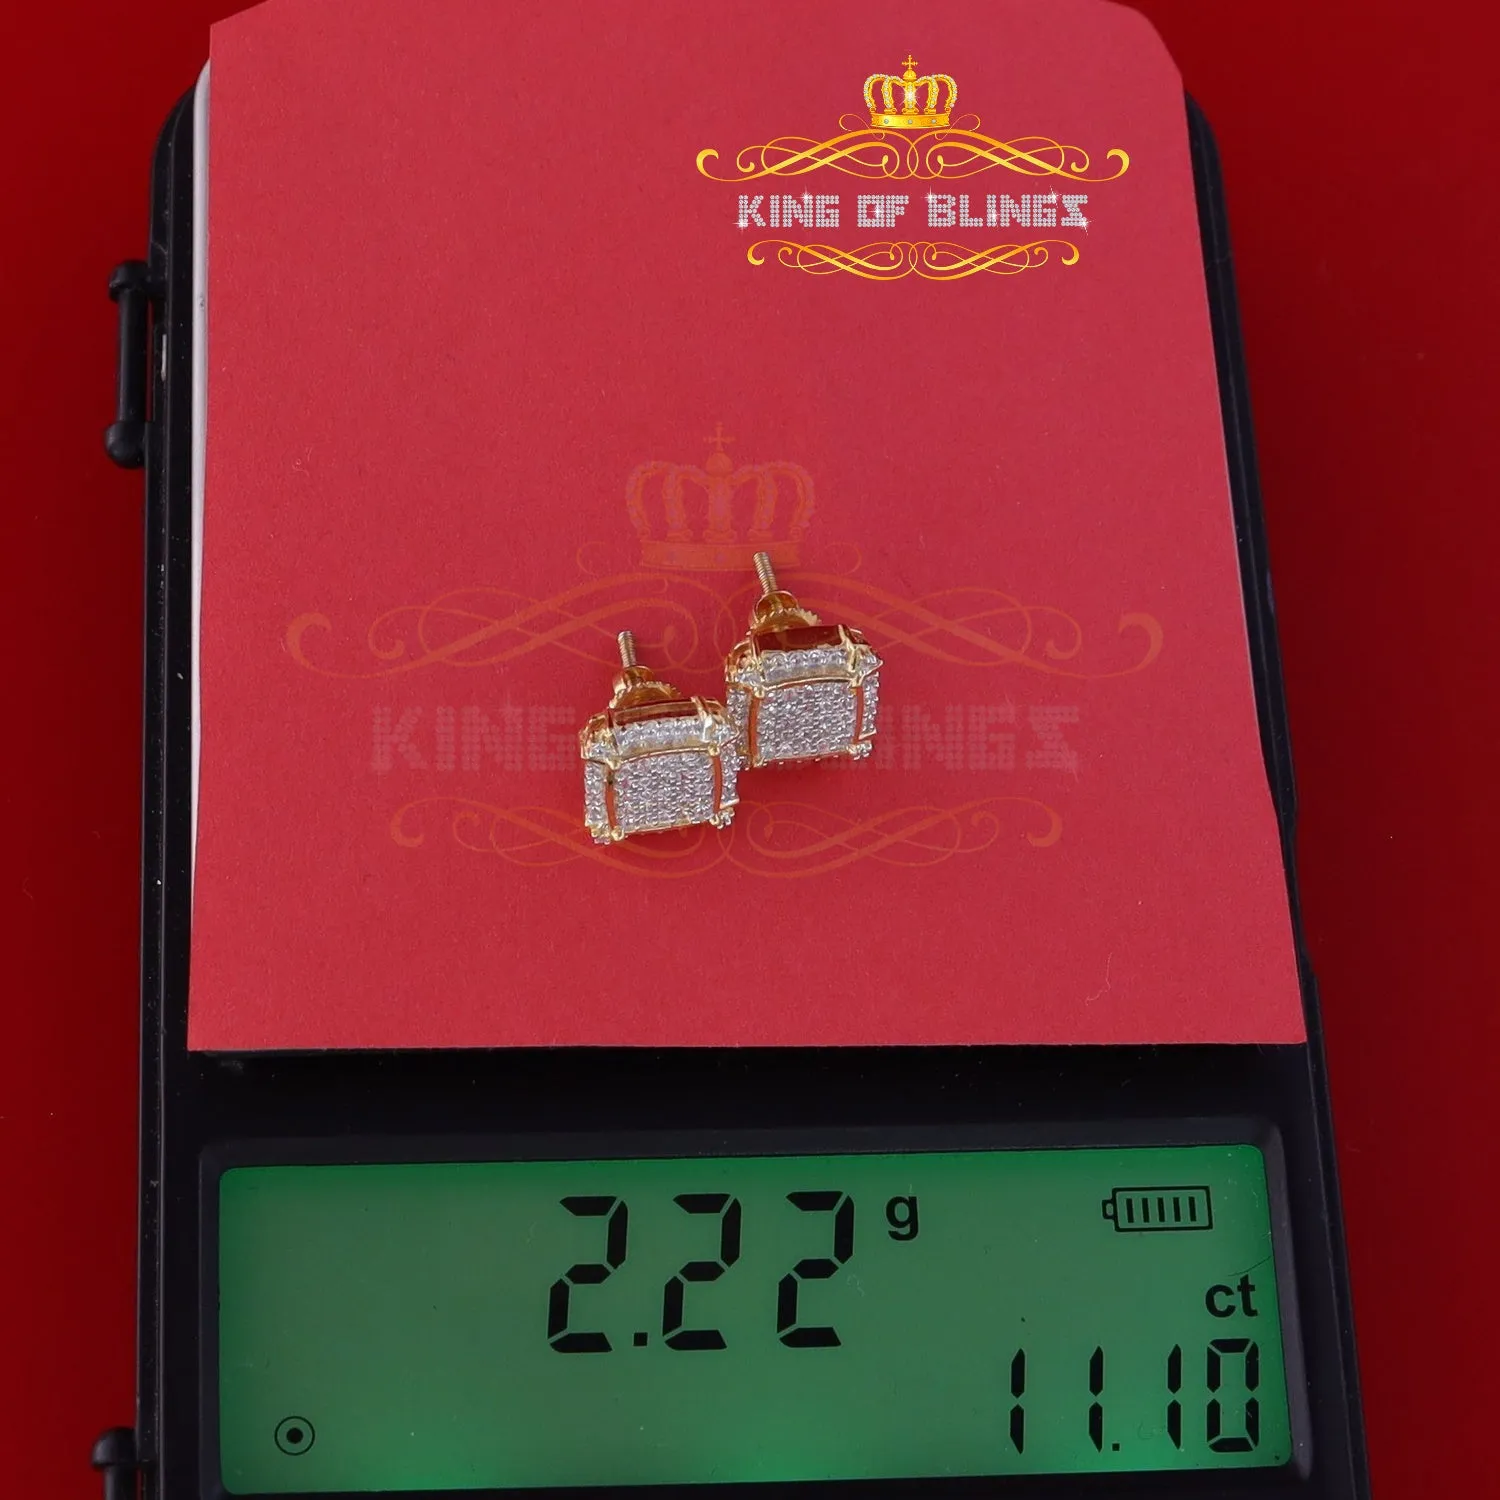 KING OF BLINGS
KING OF BLINGS
2.22 g
ct
11.10